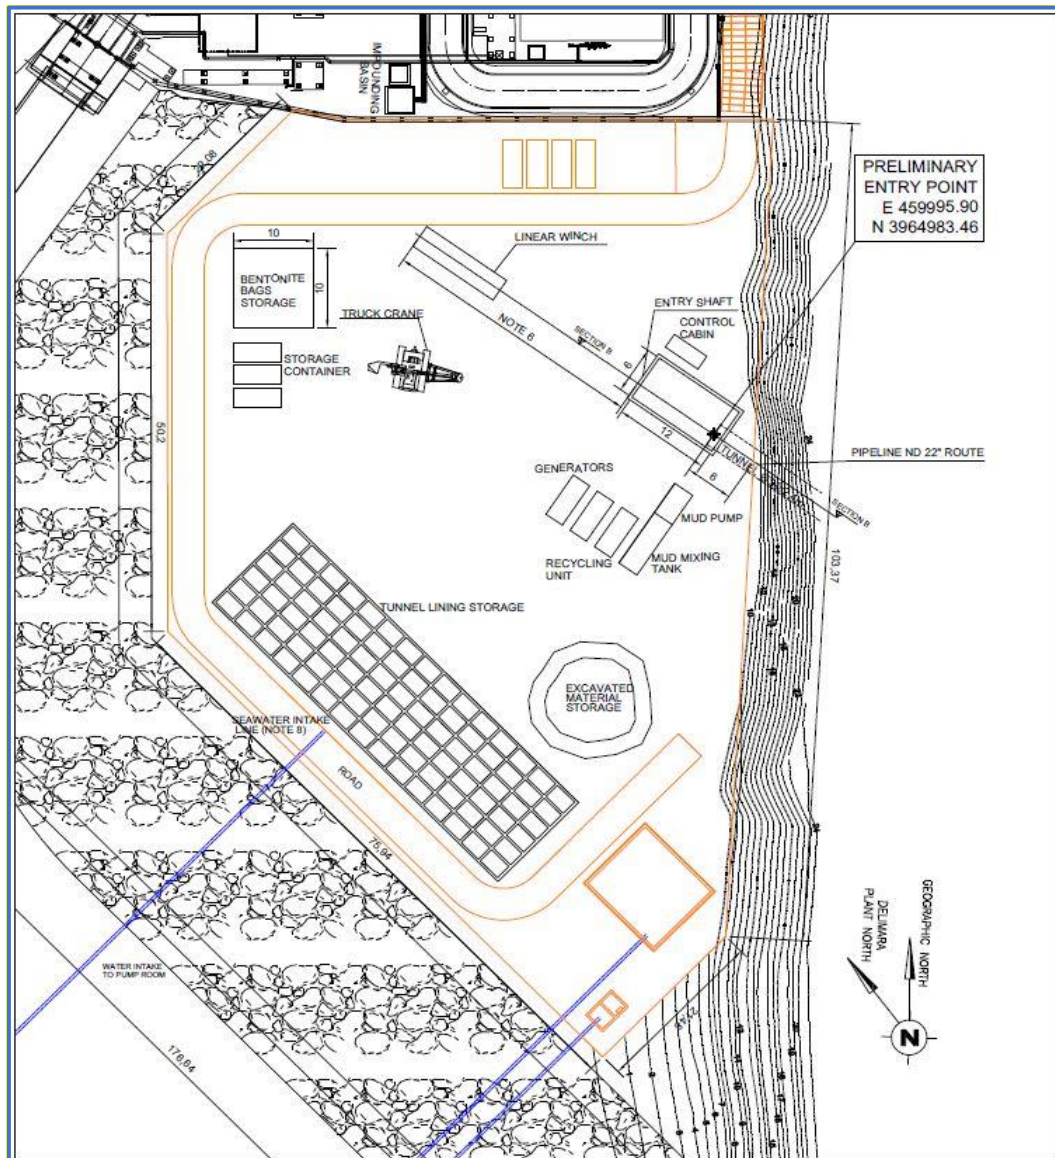 IMPOUNDING
BASIN
PRELIMINARY
ENTRY POINT
E 459995.90
N 3964983.46
10
LINEAR WINCH
BENTONITE
BAGS
STORAGE
10
TRUCK CRANE
NOTE 6
SECTION B
ENTRY SHAFT
CONTROL
CABIN
STORAGE
CONTAINER
50,2
12
6
PIPELINE ND 22" ROUTE
SECTION B
GENERATORS
MUD PUMP
RECYCLING
UNIT
MUD MIXING
TANK
103,37
TUNNEL LINING STORAGE
EXCAVATED
MATERIAL
STORAGE
SEAWATER INTAKE
LINE (NOTE 8)
ROAD
75,94
WATER INTAKE
TO PUMP ROOM
176,64
GEOGRAPHIC NORTH
DELIMARA
PLANT NORTH
N